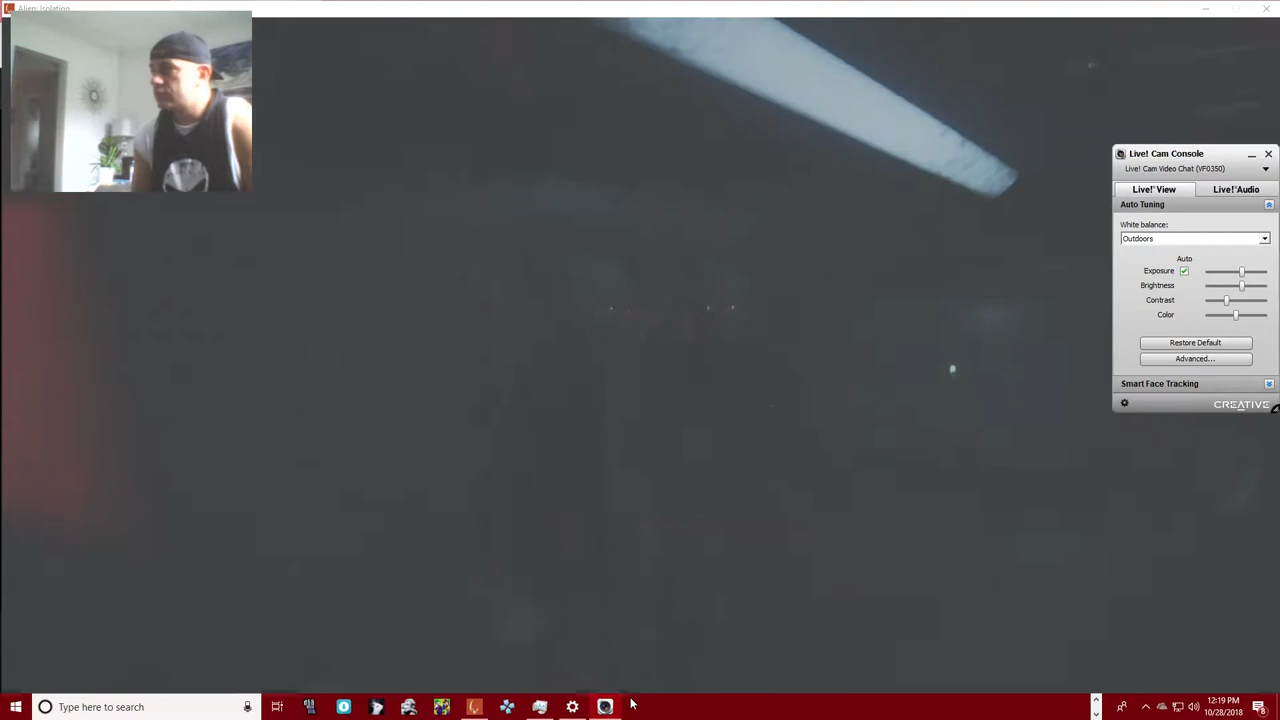 Alien: Isolation
Live! Cam Console
Live! Cam Video Chat (VF0350)
Live! View
Live! Audio
Auto Tuning
White balance:
Outdoors
Auto
Exposure
Brightness
Contrast
Color
Restore Default
Advanced...
Smart Face Tracking
CREATIVE
Type here to search
12:19 PM
10/28/2018
8